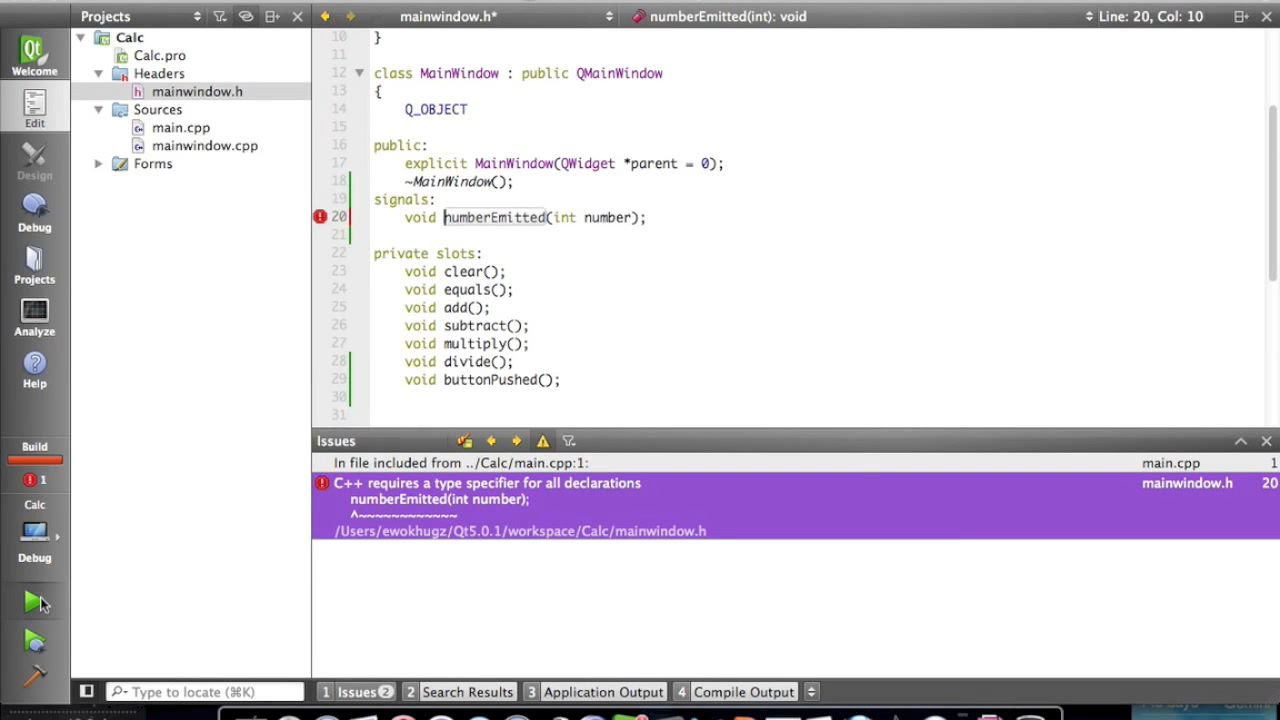 Projects
mainwindow.h*
numberEmitted(int): void
Line: 20, Col: 10
Qt
Welcome
Edit
Design
Debug
Projects
Analyze
Help
Build
1
Calc
Debug
Calc
Calc.pro
Headers
mainwindow.h
Sources
main.cpp
mainwindow.cpp
Forms
10 }
11
12 class MainWindow : public QMainWindow
13 {
14 Q_OBJECT
15
16 public:
17 explicit MainWindow(QWidget *parent = 0);
18 ~MainWindow();
19 signals:
20 void numberEmitted(int number);
21
22 private slots:
23 void clear();
24 void equals();
25 void add();
26 void subtract();
27 void multiply();
28 void divide();
29 void buttonPushed();
30
31
Issues
In file included from ../Calc/main.cpp:1: main.cpp 1
C++ requires a type specifier for all declarations mainwindow.h 20
numberEmitted(int number);
^~~~~~~~~~~~~
/Users/ewokhugz/Qt5.0.1/workspace/Calc/mainwindow.h
Type to locate (⌘K)
1 Issues 2
2 Search Results
3 Application Output
4 Compile Output